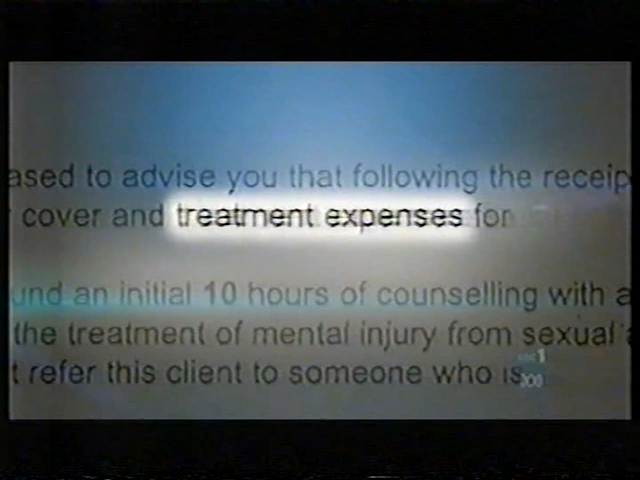 ased to advise you that following the receip
r cover and treatment expenses for
und an initial 10 hours of counselling with a
the treatment of mental injury from sexual a
t refer this client to someone who is
abc1